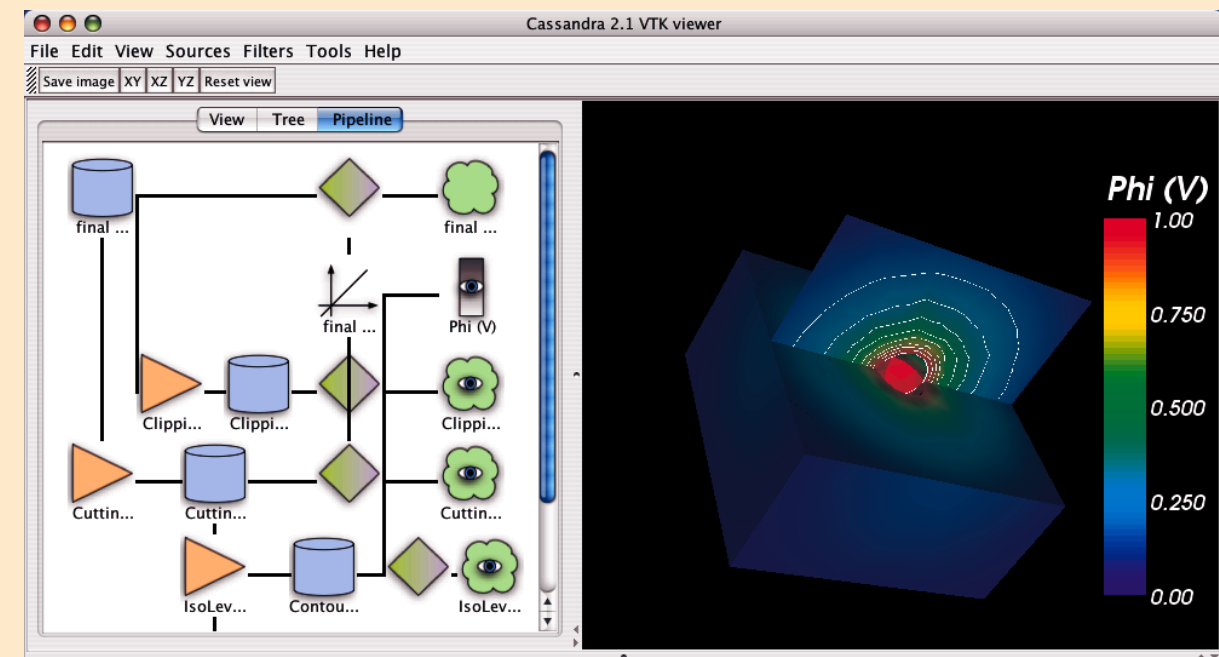 Cassandra 2.1 VTK viewer
File Edit View Sources Filters Tools Help
Save image XY XZ YZ Reset view
View Tree Pipeline
final ...
final ...
final ...
Phi (V)
Clippi...
Clippi...
Clippi...
Cuttin...
Cuttin...
Cuttin...
IsoLev...
Contou...
IsoLev...
Phi (V)
1.00
0.750
0.500
0.250
0.00